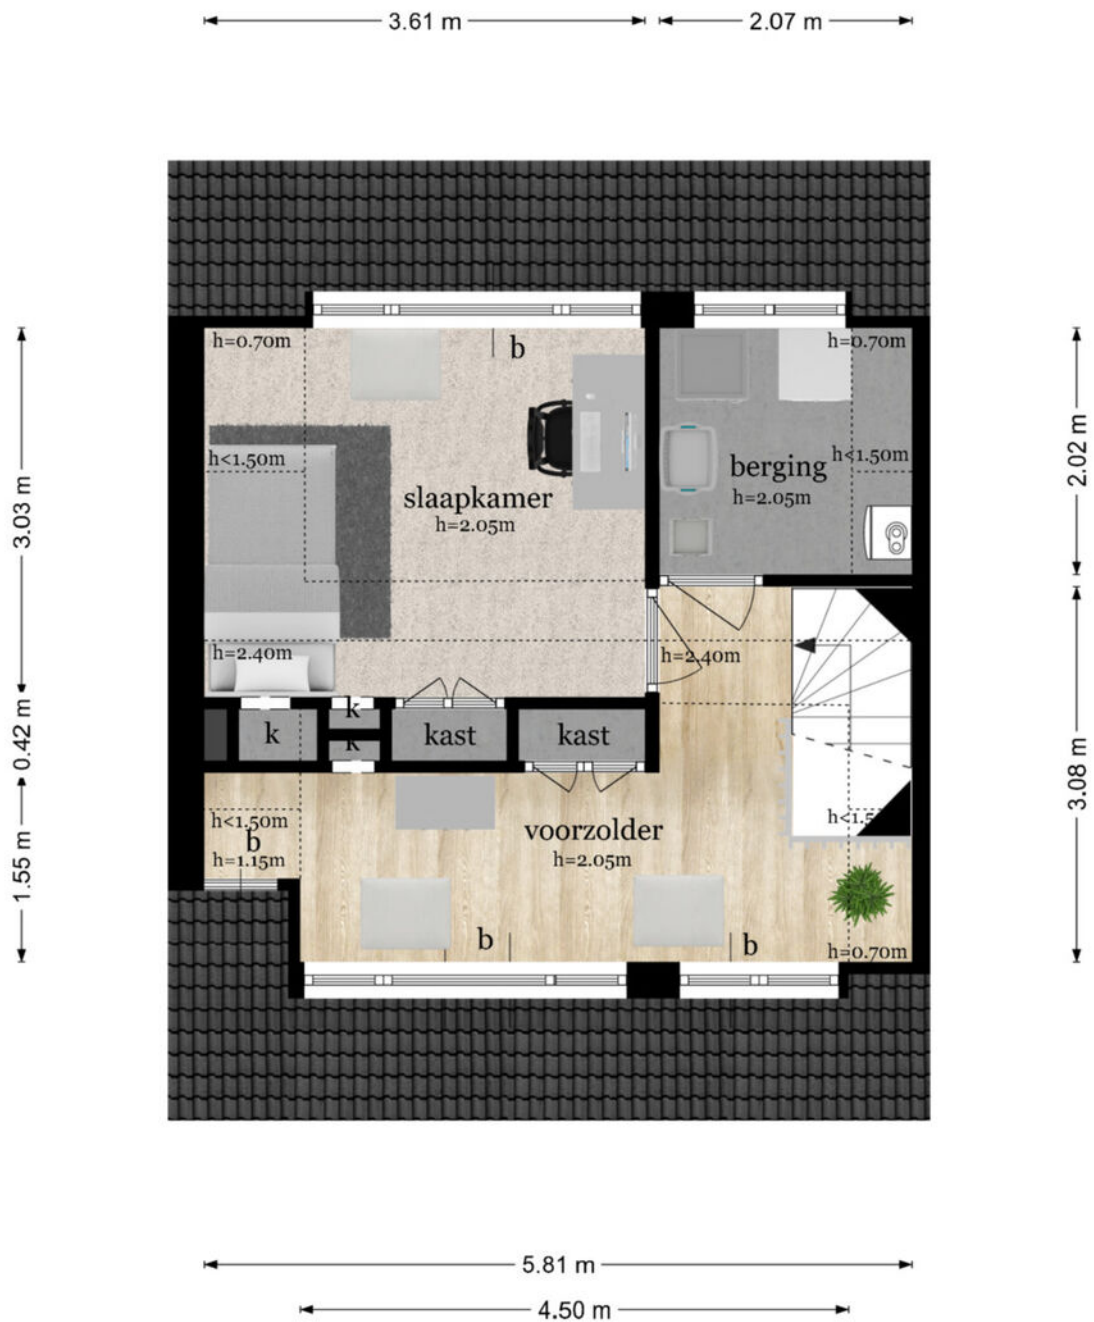 3.61 m
2.07 m
h=0.70m
b
h=0.70m
h<1.50m
h<1.50m
berging
h=2.05m
slaapkamer
h=2.05m
3.03 m
2.02 m
h=2.40m
h=2.40m
k
k
kast
kast
k
0.42 m
3.08 m
h<1.50m
h<1.5
voorzolder
h=2.05m
b
h=1.15m
1.55 m
b
b
h=0.70m
5.81 m
4.50 m